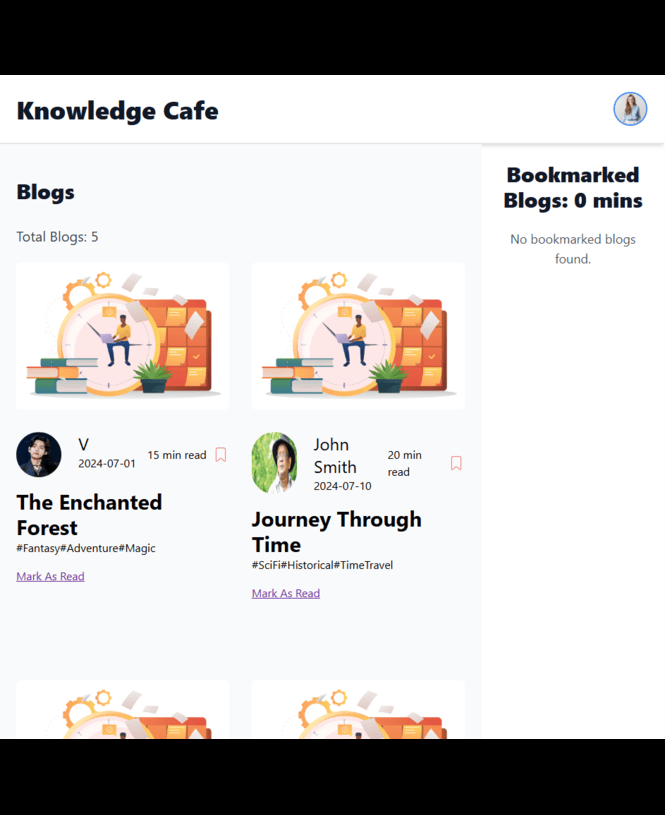 Knowledge Cafe
Blogs
Total Blogs: 5
V
2024-07-01
15 min read
The Enchanted
Forest
#Fantasy#Adventure#Magic
Mark As Read
John
Smith
2024-07-10
20 min
read
Journey Through
Time
#SciFi#Historical#TimeTravel
Mark As Read
Bookmarked
Blogs: 0 mins
No bookmarked blogs
found.